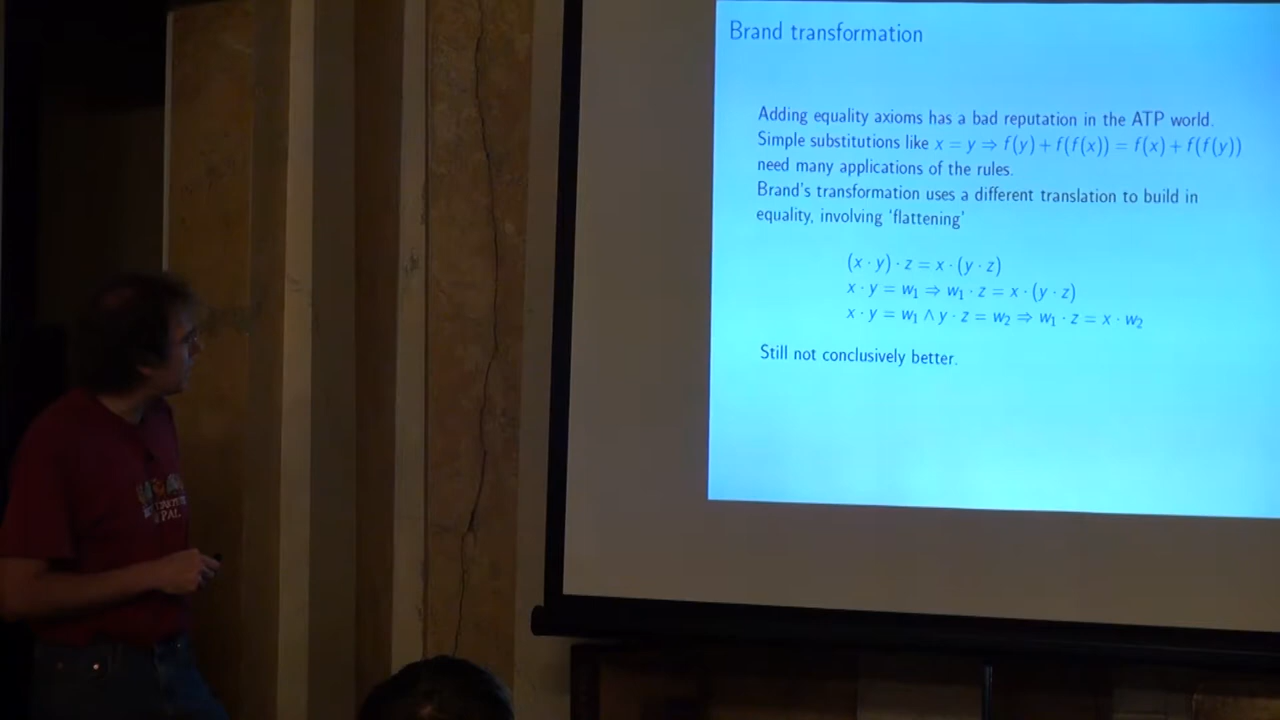 Brand transformation
Adding equality axioms has a bad reputation in the ATP world.
Simple substitutions like x = y ⇒ f(y) + f(f(x)) = f(x) + f(f(y))
need many applications of the rules.
Brand's transformation uses a different translation to build in
equality, involving 'flattening'
(x · y) · z = x · (y · z)
x · y = w₁ ⇒ w₁ · z = x · (y · z)
x · y = w₁ ∧ y · z = w₂ ⇒ w₁ · z = x · w₂
Still not conclusively better.